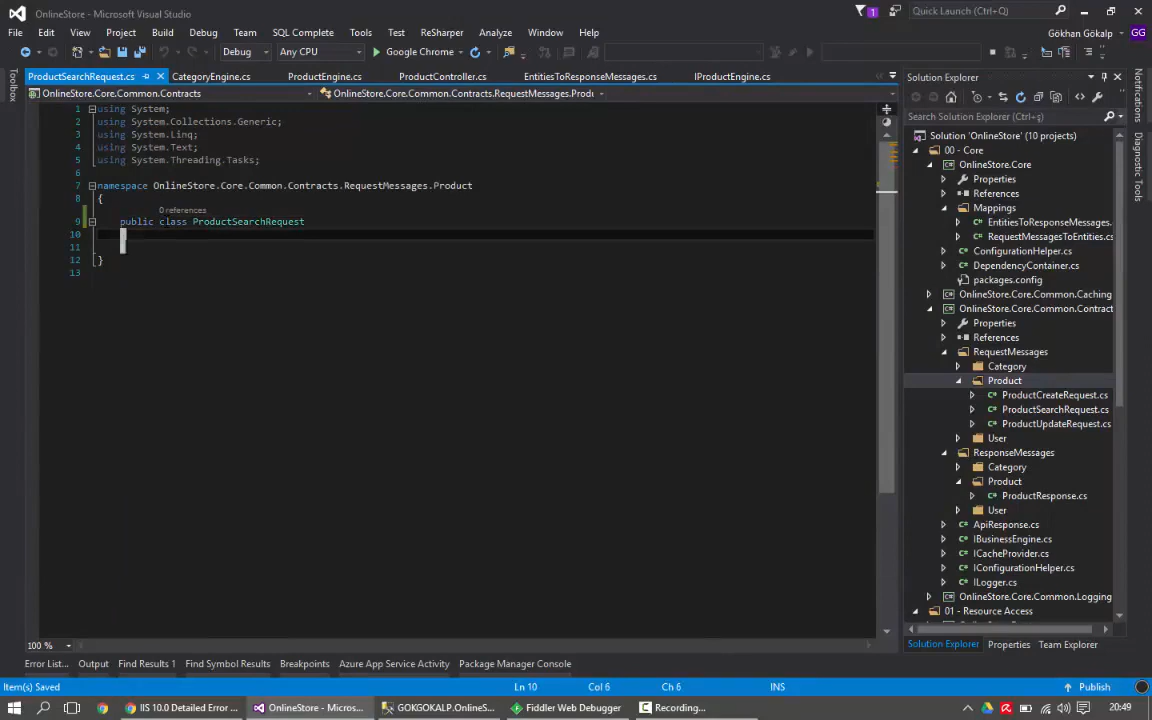 OnlineStore - Microsoft Visual Studio
1
Quick Launch (Ctrl+Q)
File Edit View Project Build Debug Team SQL Complete Tools Test ReSharper Analyze Window Help
Gökhan Gökalp GG
Debug Any CPU Google Chrome
Toolbox
ProductSearchRequest.cs CategoryEngine.cs ProductEngine.cs ProductController.cs EntitiesToResponseMessages.cs IProductEngine.cs
OnlineStore.Core.Common.Contracts OnlineStore.Core.Common.Contracts.RequestMessages.Produ
1 using System;
2 using System.Collections.Generic;
3 using System.Linq;
4 using System.Text;
5 using System.Threading.Tasks;
6
7 namespace OnlineStore.Core.Common.Contracts.RequestMessages.Product
8 {
0 references
9 public class ProductSearchRequest
10
11
12 }
13
100 %
Solution Explorer
Search Solution Explorer (Ctrl+ç)
Solution 'OnlineStore' (10 projects)
00 - Core
OnlineStore.Core
Properties
References
Mappings
EntitiesToResponseMessages.
RequestMessagesToEntities.cs
ConfigurationHelper.cs
DependencyContainer.cs
packages.config
OnlineStore.Core.Common.Caching
OnlineStore.Core.Common.Contract
Properties
References
RequestMessages
Category
Product
ProductCreateRequest.cs
ProductSearchRequest.cs
ProductUpdateRequest.cs
User
ResponseMessages
Category
Product
ProductResponse.cs
User
ApiResponse.cs
IBusinessEngine.cs
ICacheProvider.cs
IConfigurationHelper.cs
ILogger.cs
OnlineStore.Core.Common.Logging
01 - Resource Access
Solution Explorer Properties Team Explorer
Notifications
Diagnostic Tools
Error List... Output Find Results 1 Find Symbol Results Breakpoints Azure App Service Activity Package Manager Console
Item(s) Saved Ln 10 Col 6 Ch 6 INS Publish
IIS 10.0 Detailed Error ... OnlineStore - Micros... GOKGOKALP.OnlineS... Fiddler Web Debugger Recording... 20:49